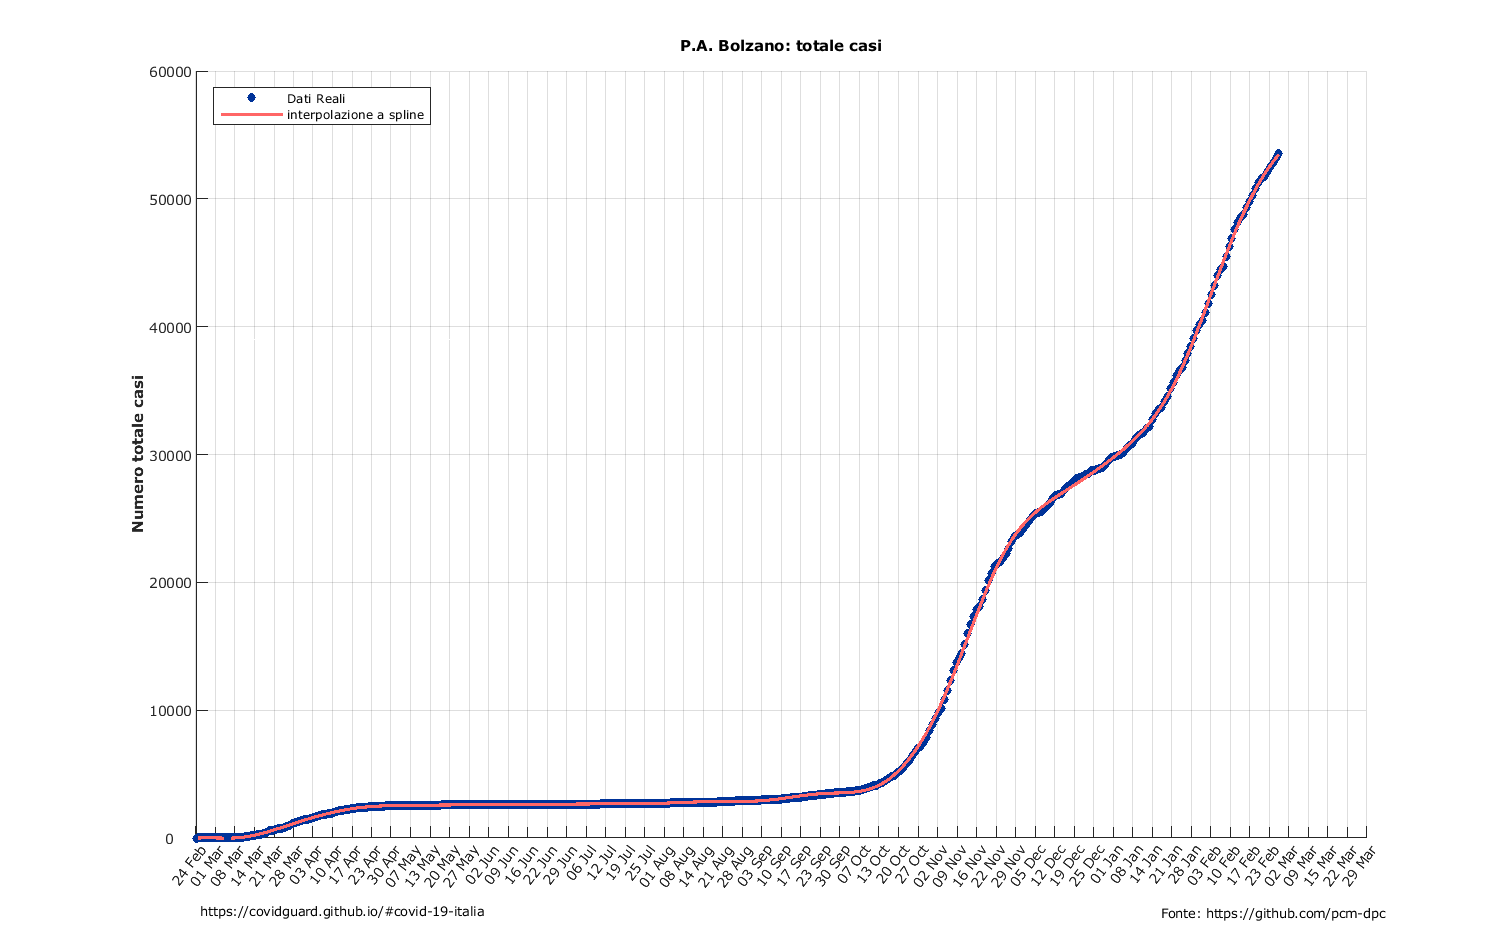 P.A. Bolzano: totale casi
60000
50000
40000
30000
20000
10000
0
Numero totale casi
Dati Reali
interpolazione a spline
24 Feb
01 Mar
08 Mar
14 Mar
21 Mar
28 Mar
03 Apr
10 Apr
17 Apr
23 Apr
30 Apr
07 May
13 May
20 May
27 May
02 Jun
09 Jun
16 Jun
22 Jun
29 Jun
06 Jul
12 Jul
19 Jul
25 Jul
01 Aug
08 Aug
14 Aug
21 Aug
28 Aug
03 Sep
10 Sep
17 Sep
23 Sep
30 Sep
07 Oct
13 Oct
20 Oct
27 Oct
02 Nov
09 Nov
16 Nov
22 Nov
29 Nov
05 Dec
12 Dec
19 Dec
25 Dec
01 Jan
08 Jan
14 Jan
21 Jan
28 Jan
03 Feb
10 Feb
17 Feb
23 Feb
02 Mar
09 Mar
15 Mar
22 Mar
29 Mar
https://covidguard.github.io/#covid-19-italia
Fonte: https://github.com/pcm-dpc